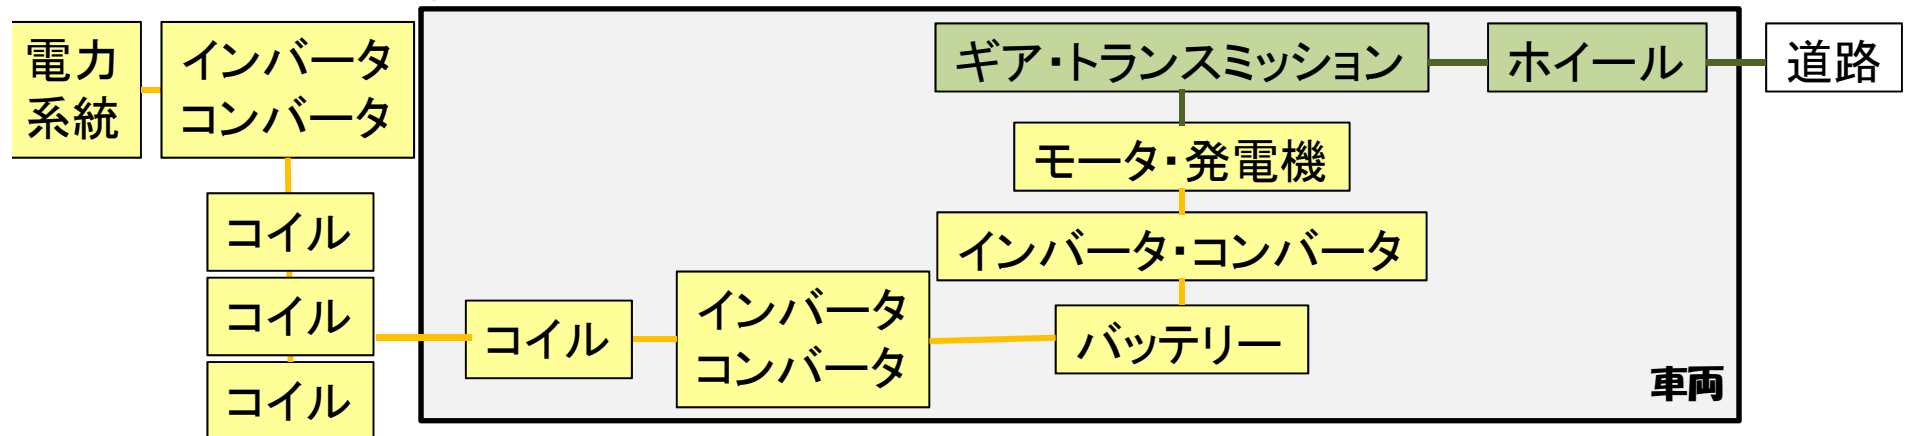 電力
系統
インバータ
コンバータ
コイル
コイル
コイル
コイル
インバータ
コンバータ
バッテリー
インバータ・コンバータ
モータ・発電機
ギア・トランスミッション
ホイール
道路
車両